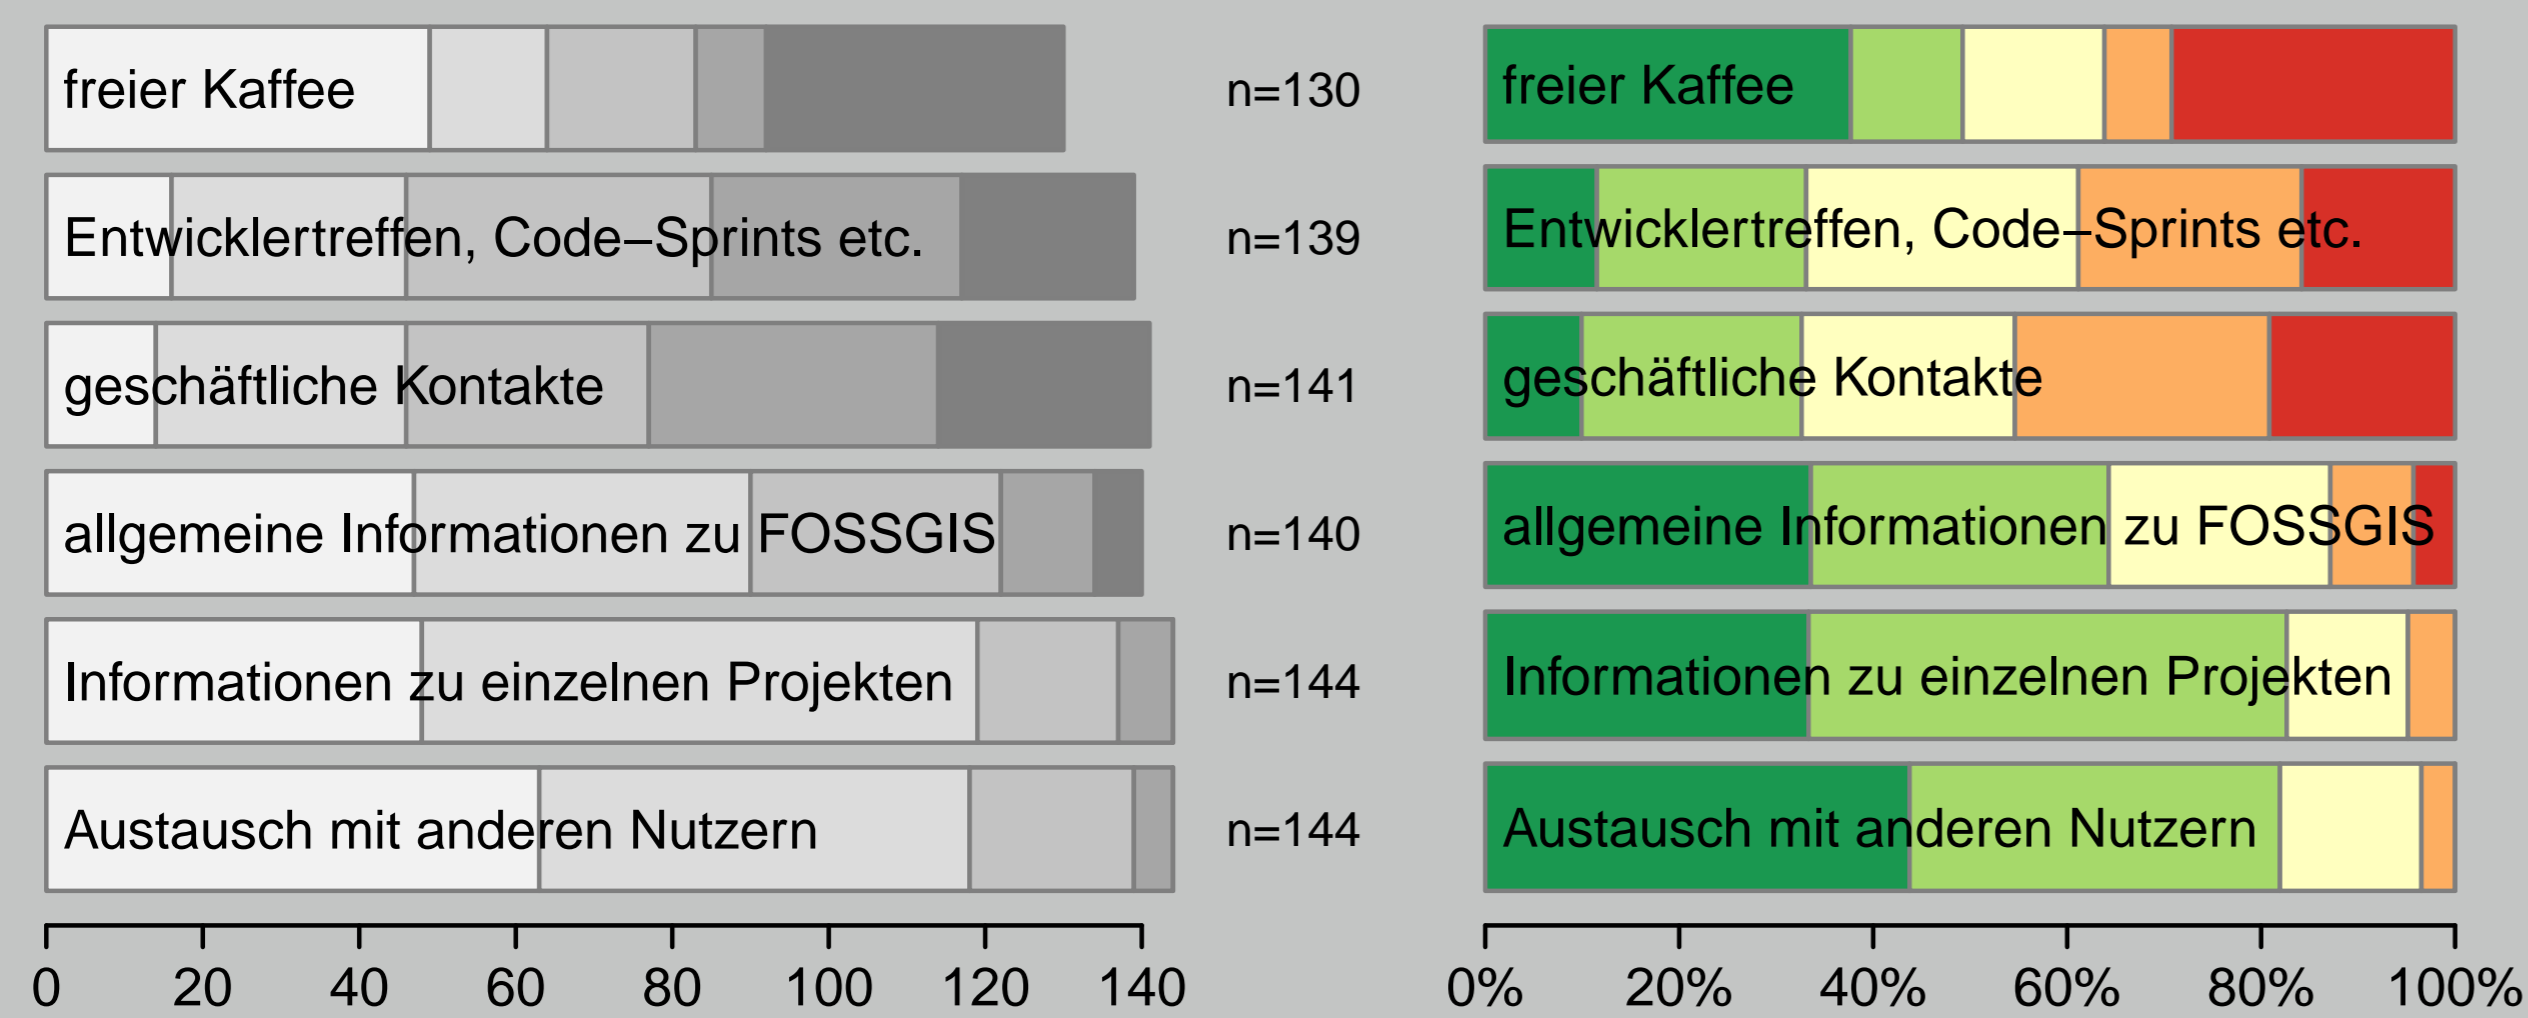 freier Kaffee
n=130
freier Kaffee
Entwicklertreffen, Code–Sprints etc.
n=139
Entwicklertreffen, Code–Sprints etc.
geschäftliche Kontakte
n=141
geschäftliche Kontakte
allgemeine Informationen zu FOSSGIS
n=140
allgemeine Informationen zu FOSSGIS
Informationen zu einzelnen Projekten
n=144
Informationen zu einzelnen Projekten
Austausch mit anderen Nutzern
n=144
Austausch mit anderen Nutzern
0 20 40 60 80 100 120 140
0% 20% 40% 60% 80% 100%